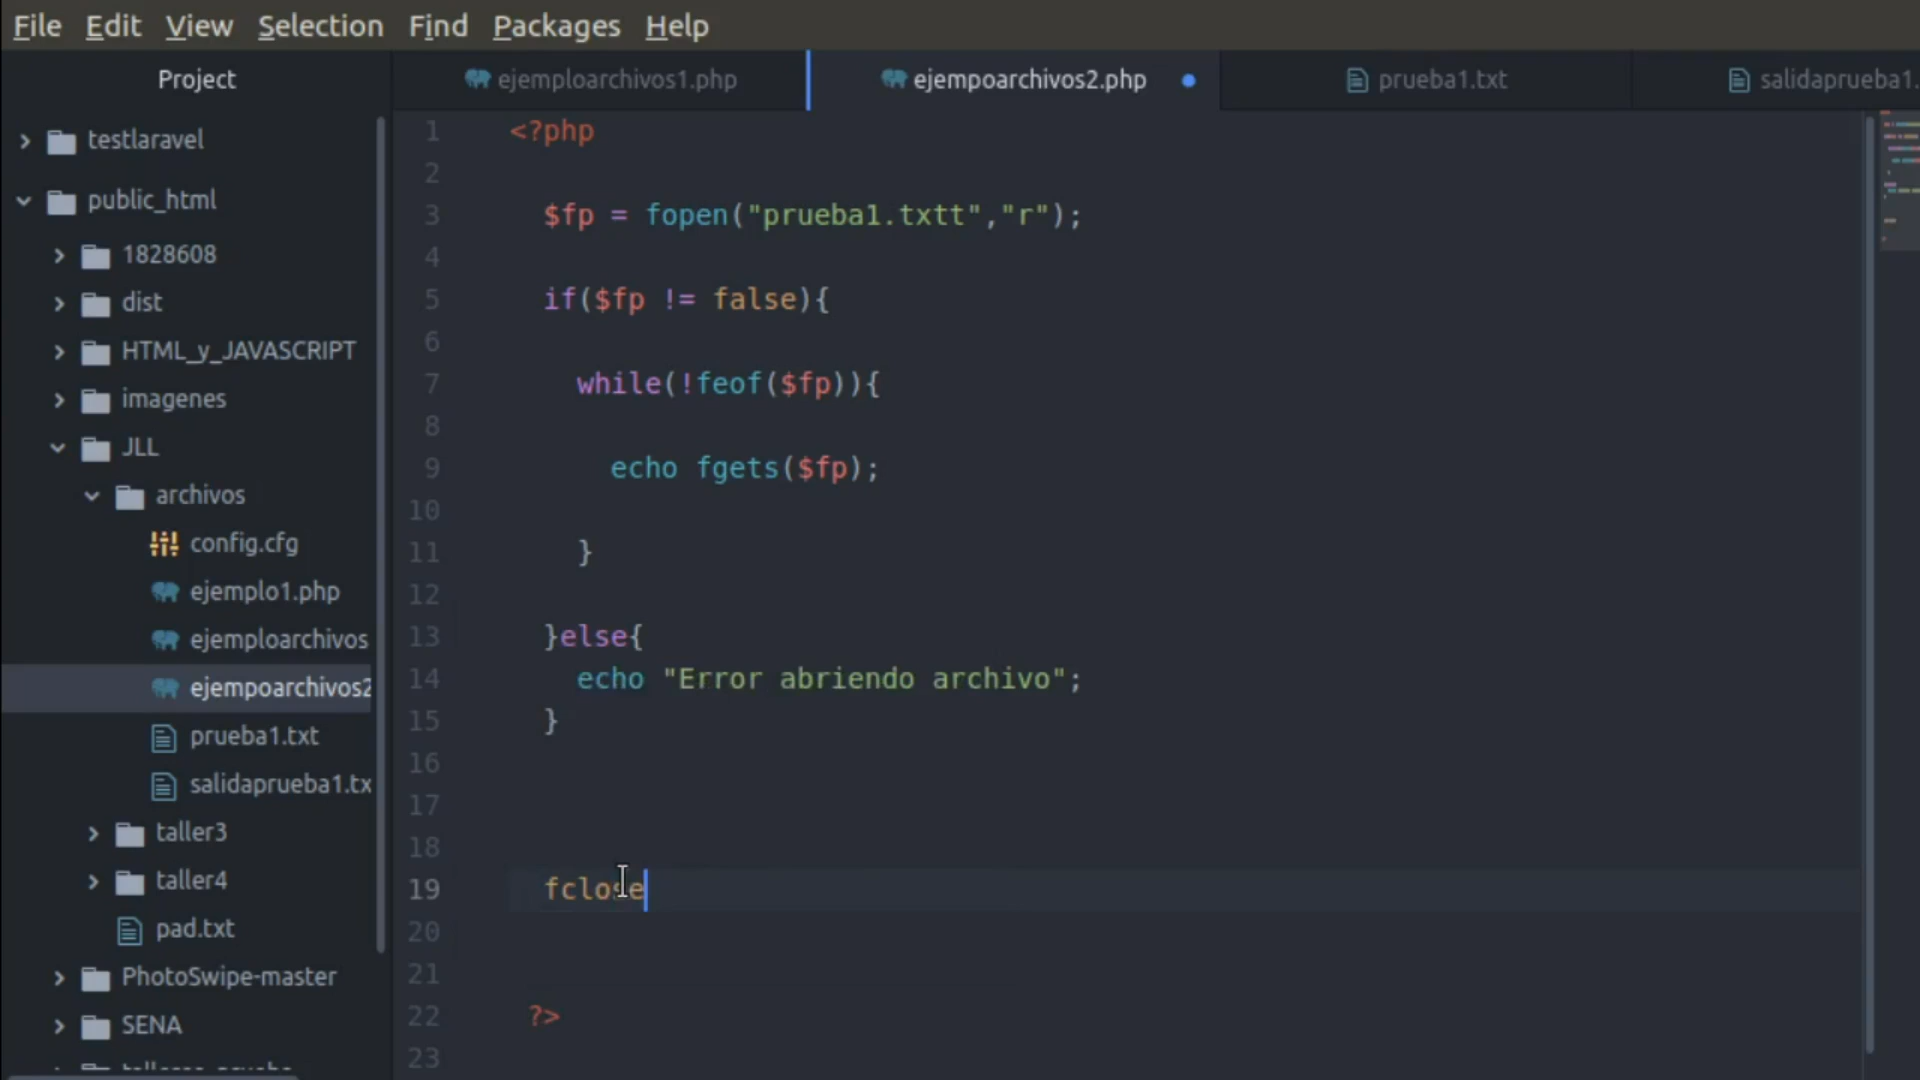 File Edit View Selection Find Packages Help
Project
ejemploarchivos1.php
ejempoarchivos2.php
prueba1.txt
salidaprueba1.
testlaravel
public_html
1828608
dist
HTML_y_JAVASCRIPT
imagenes
JLL
archivos
config.cfg
ejemplo1.php
ejemploarchivos
ejempoarchivos2
prueba1.txt
salidaprueba1.tx
taller3
taller4
pad.txt
PhotoSwipe-master
SENA
1 <?php
2
3 $fp = fopen("prueba1.txtt","r");
4
5 if($fp != false){
6
7 while(!feof($fp)){
8
9 echo fgets($fp);
10
11 }
12
13 }else{
14 echo "Error abriendo archivo";
15 }
16
17
18
19 fclose
20
21
22 ?>
23